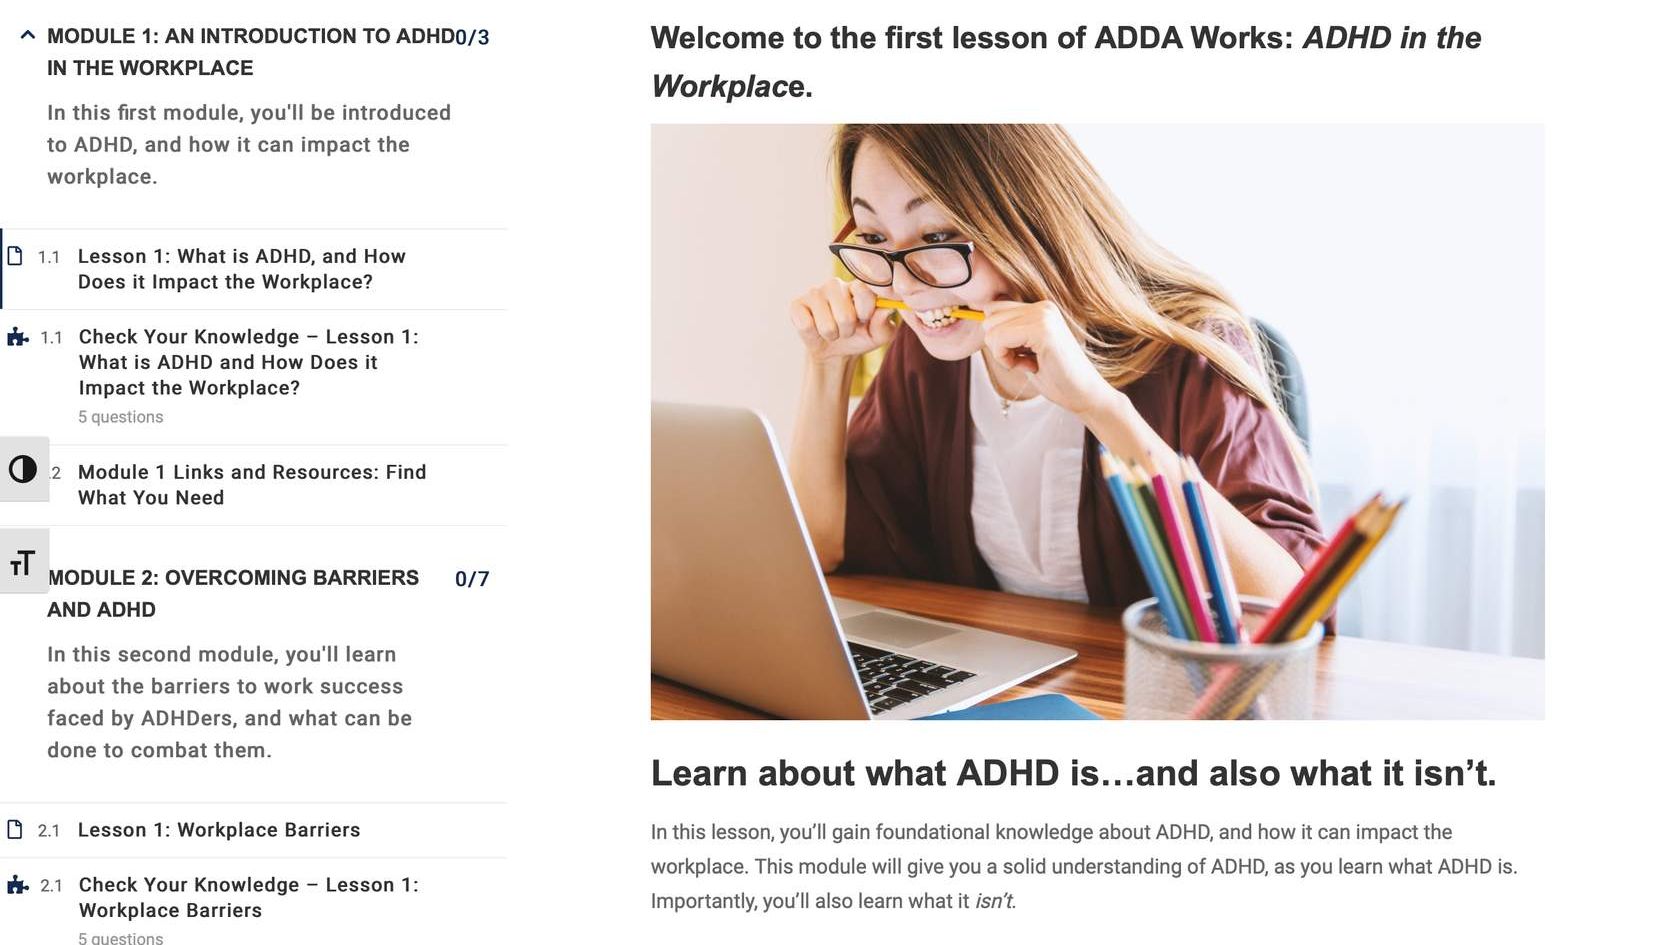 MODULE 1: AN INTRODUCTION TO ADHD
0/3
IN THE WORKPLACE
In this first module, you'll be introduced
to ADHD, and how it can impact the
workplace.
1.1
Lesson 1: What is ADHD, and How
Does it Impact the Workplace?
1.1
Check Your Knowledge – Lesson 1:
What is ADHD and How Does it
Impact the Workplace?
5 questions
.2
Module 1 Links and Resources: Find
What You Need
MODULE 2: OVERCOMING BARRIERS
0/7
AND ADHD
In this second module, you'll learn
about the barriers to work success
faced by ADHDers, and what can be
done to combat them.
2.1
Lesson 1: Workplace Barriers
2.1
Check Your Knowledge – Lesson 1:
Workplace Barriers
5 questions
Welcome to the first lesson of ADDA Works: ADHD in the
Workplace.
Learn about what ADHD is…and also what it isn’t.
In this lesson, you’ll gain foundational knowledge about ADHD, and how it can impact the
workplace. This module will give you a solid understanding of ADHD, as you learn what ADHD is.
Importantly, you’ll also learn what it isn’t.